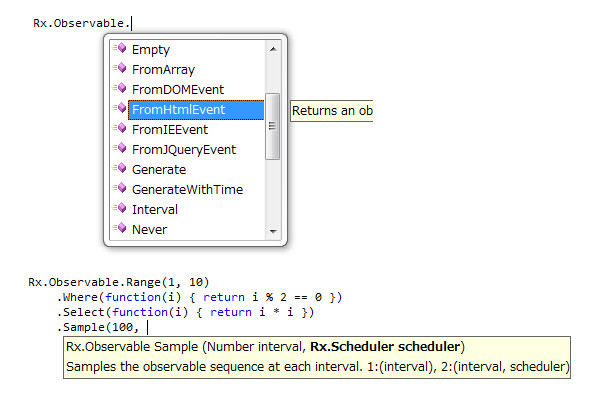 Rx.Observable.
Empty
FromArray
FromDOMEvent
FromHtmlEvent
Returns an ob
FromIEEvent
FromJQueryEvent
Generate
GenerateWithTime
Interval
Never
Rx.Observable.Range(1, 10)
.Where(function(i) { return i % 2 == 0 })
.Select(function(i) { return i * i })
.Sample(100,
Rx.Observable Sample (Number interval, Rx.Scheduler scheduler)
Samples the observable sequence at each interval. 1:(interval), 2:(interval, scheduler)